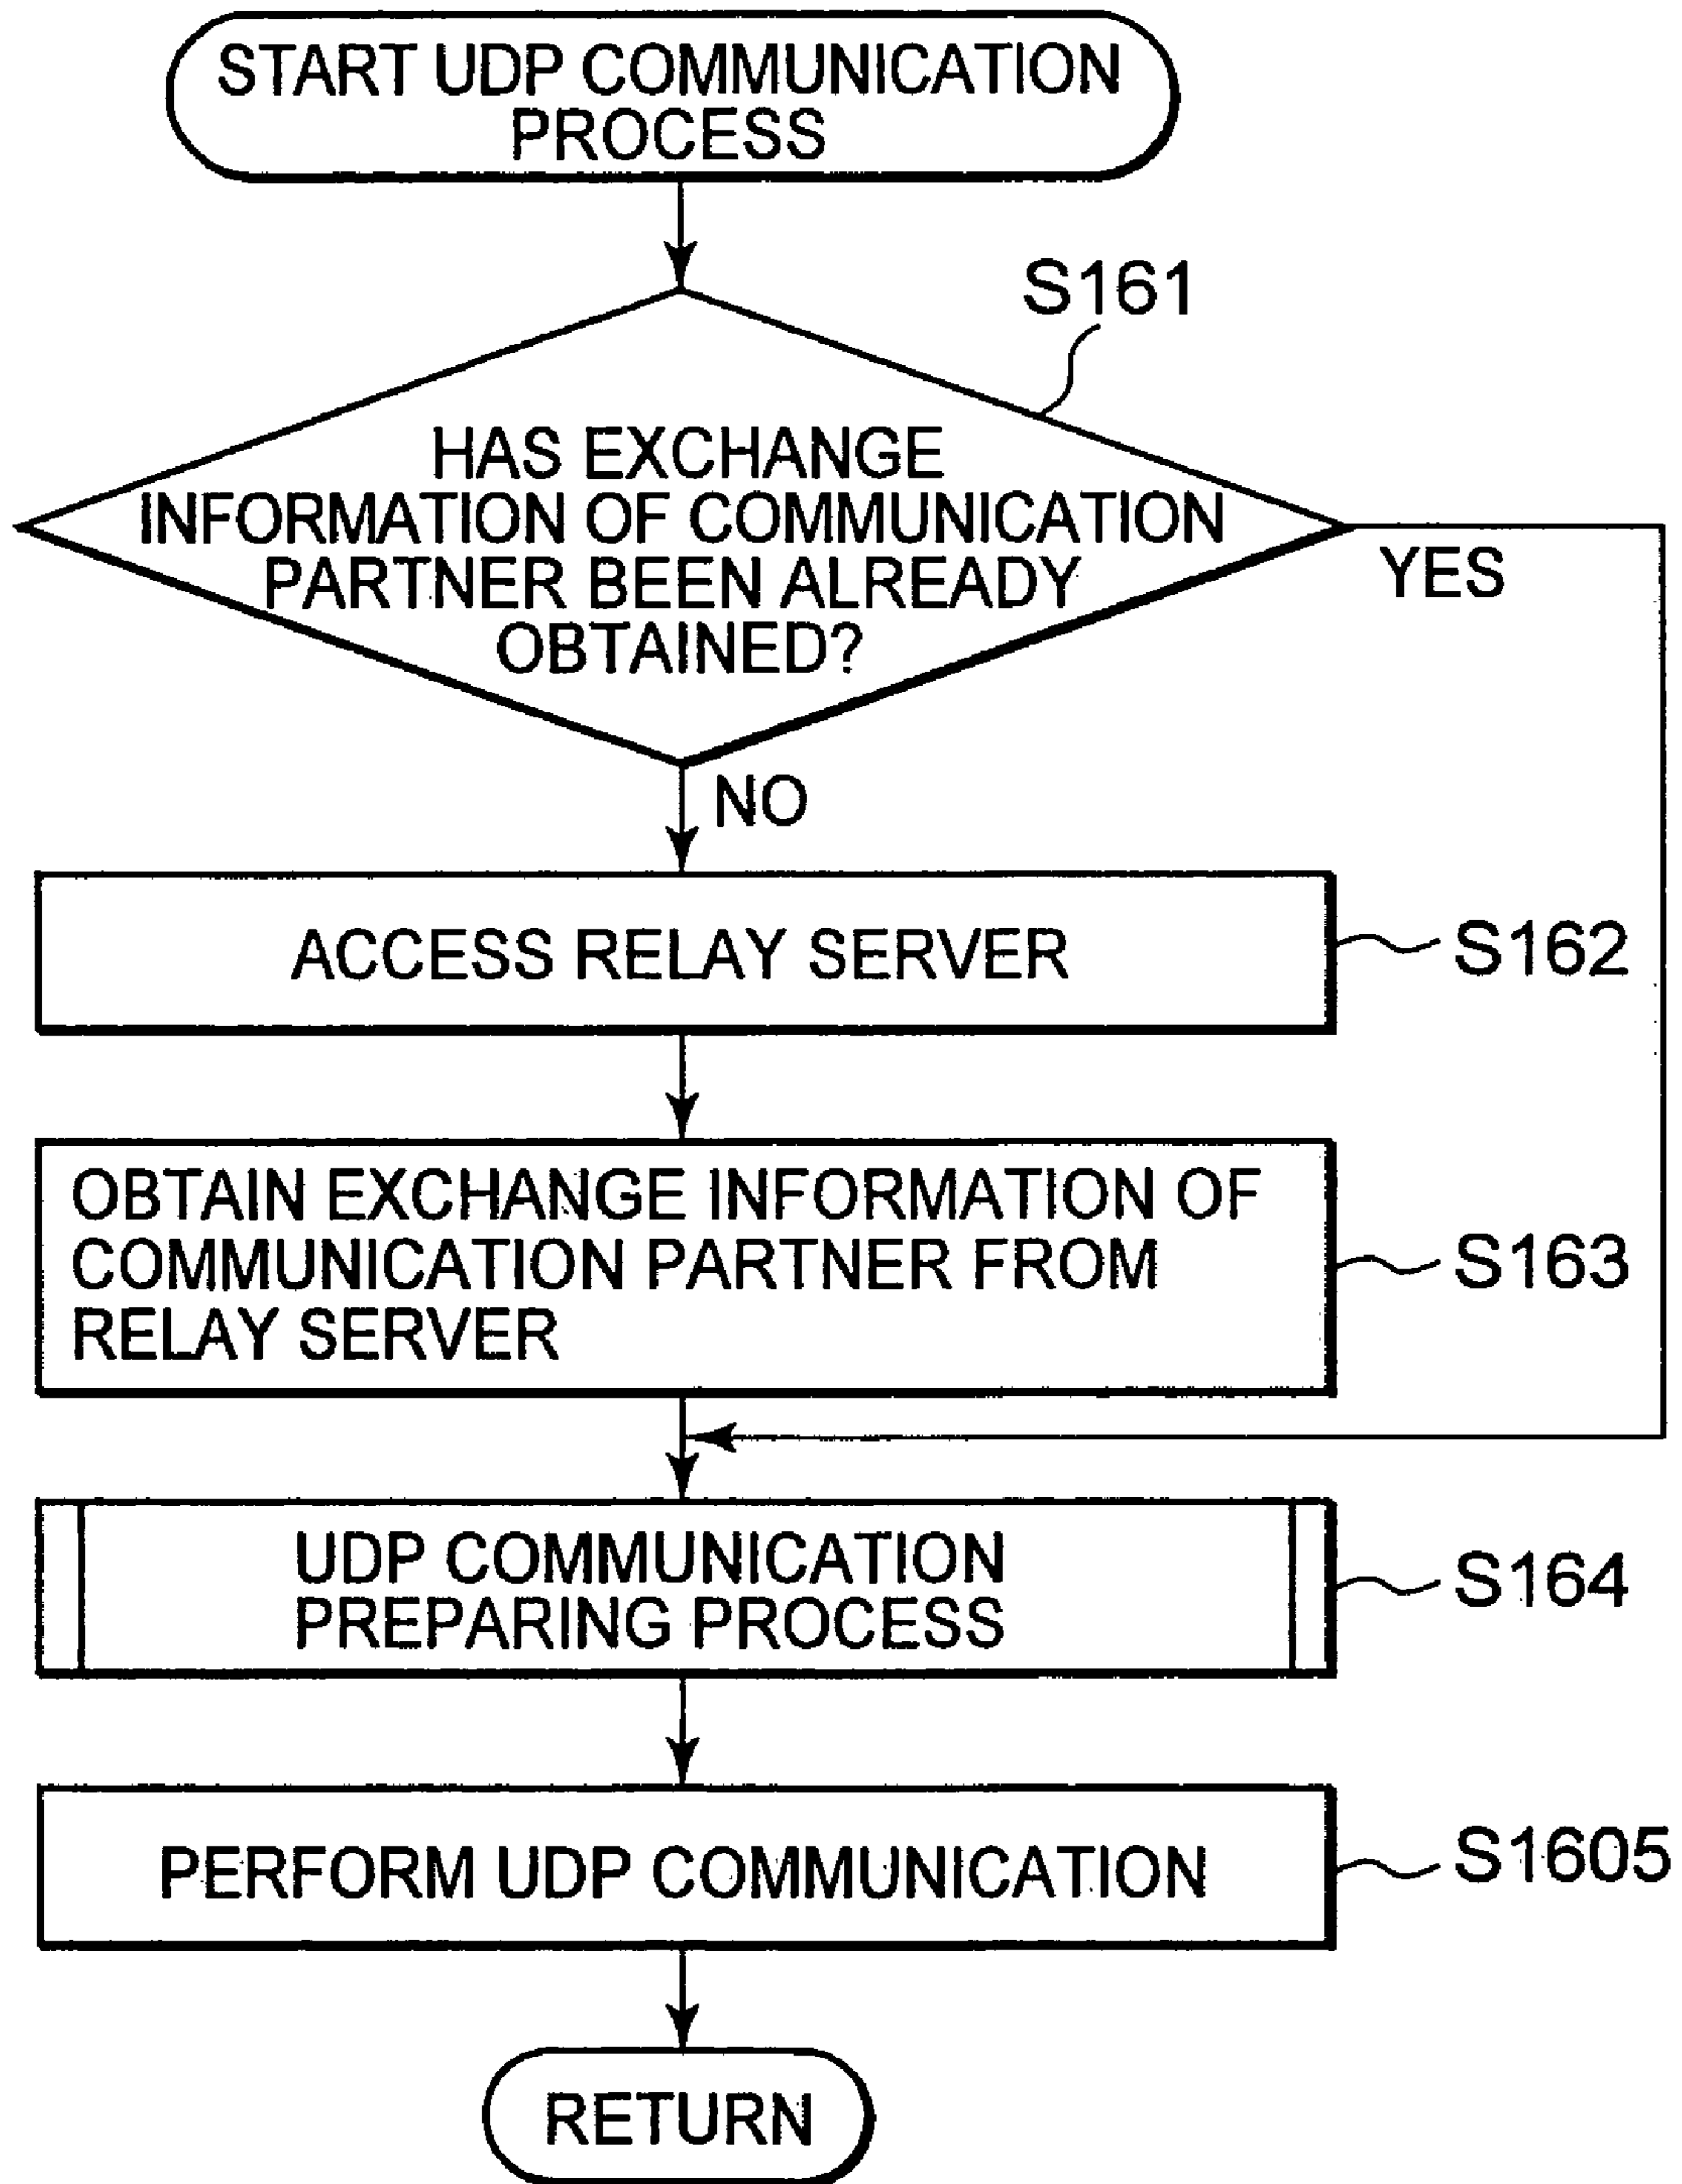 START UDP COMMUNICATION
PROCESS
S161
HAS EXCHANGE
INFORMATION OF COMMUNICATION
PARTNER BEEN ALREADY
OBTAINED?
YES
NO
ACCESS RELAY SERVER
S162
OBTAIN EXCHANGE INFORMATION OF
COMMUNICATION PARTNER FROM
RELAY SERVER
S163
UDP COMMUNICATION
PREPARING PROCESS
S164
PERFORM UDP COMMUNICATION
S1605
RETURN